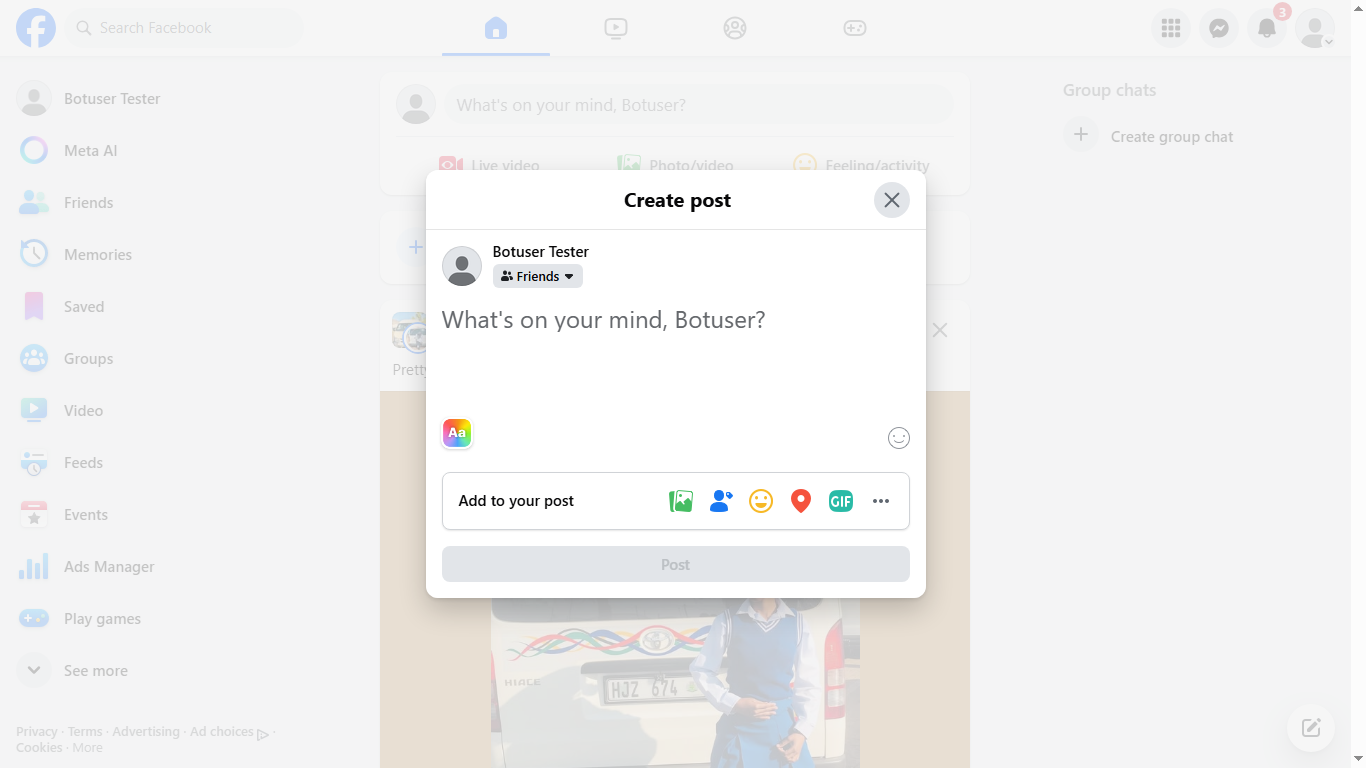 Search Facebook
3
Botuser Tester
Meta AI
Friends
Memories
Saved
Groups
Video
Feeds
Events
Ads Manager
Play games
See more
Privacy · Terms · Advertising · Ad choices ·
Cookies · More
What's on your mind, Botuser?
Live video
Photo/video
Feeling/activity
Pretty
Create post
Botuser Tester
Friends
What's on your mind, Botuser?
Aa
Add to your post
GIF
Post
HIACE
HJZ 674
Group chats
Create group chat